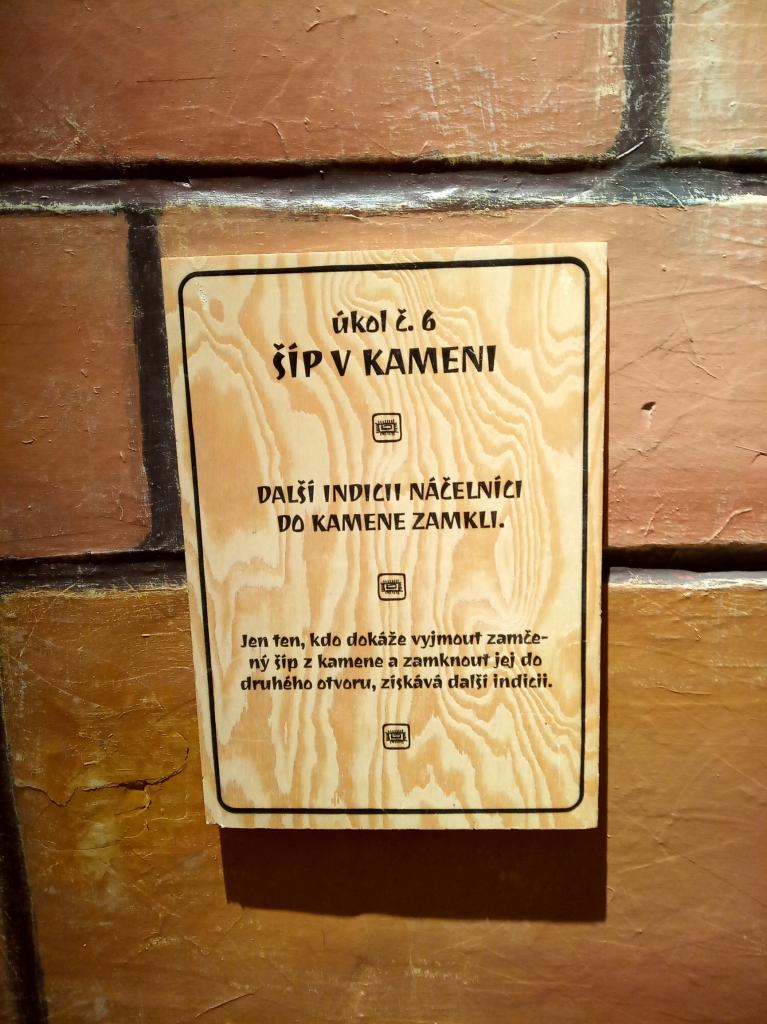 úkol č. 6
ŠÍP V KAMENI
DALŠÍ INDICII NÁČELNÍCI
DO KAMENE ZAMKLI.
Jen ten, kdo dokáže vyjmout zamče-
ný šíp z kamene a zamknout jej do
druhého otvoru, získává další indicii.